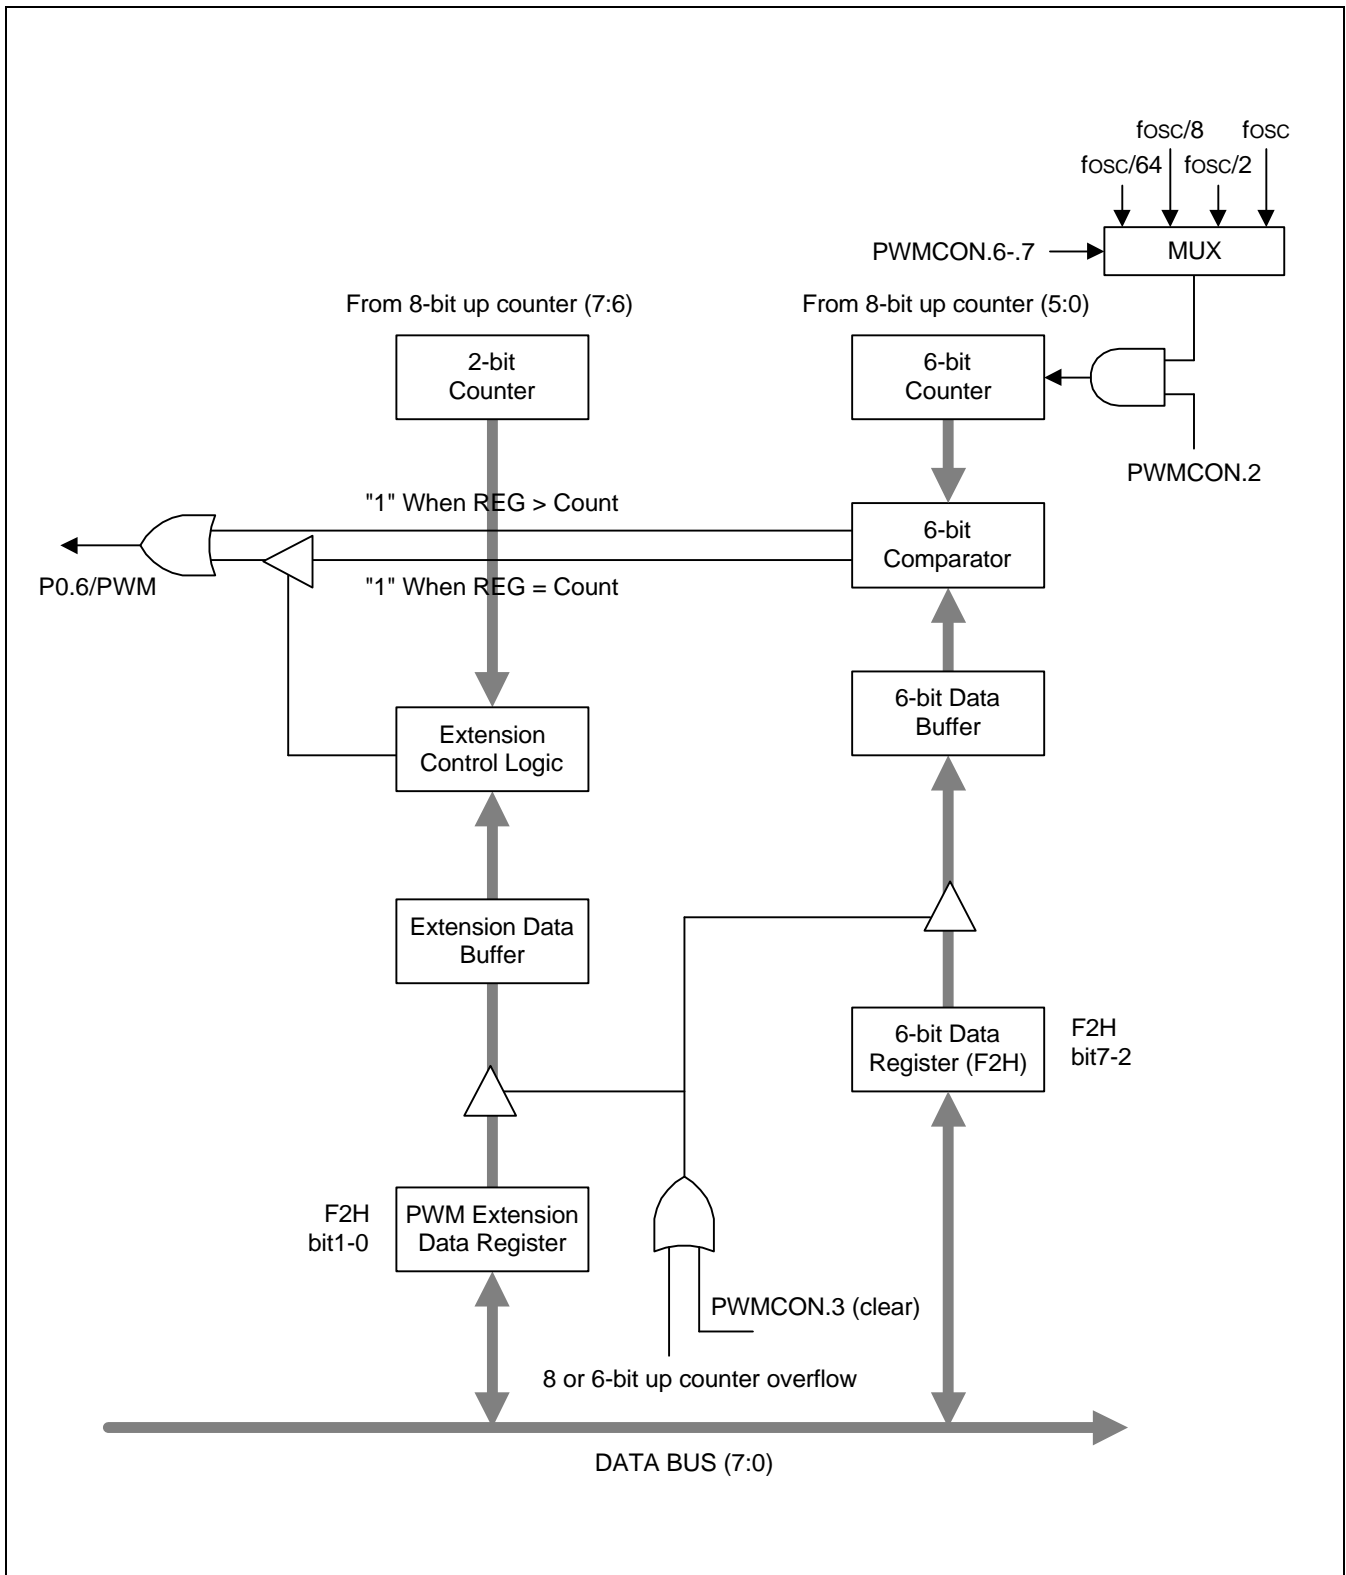 fOSC/8 fOSC
fOSC/64 fOSC/2
PWMCON.6-.7
MUX
From 8-bit up counter (7:6)
From 8-bit up counter (5:0)
2-bit
Counter
6-bit
Counter
PWMCON.2
"1" When REG > Count
6-bit
Comparator
P0.6/PWM
"1" When REG = Count
6-bit Data
Buffer
Extension
Control Logic
Extension Data
Buffer
6-bit Data
Register (F2H)
F2H
bit7-2
F2H
bit1-0
PWM Extension
Data Register
PWMCON.3 (clear)
8 or 6-bit up counter overflow
DATA BUS (7:0)